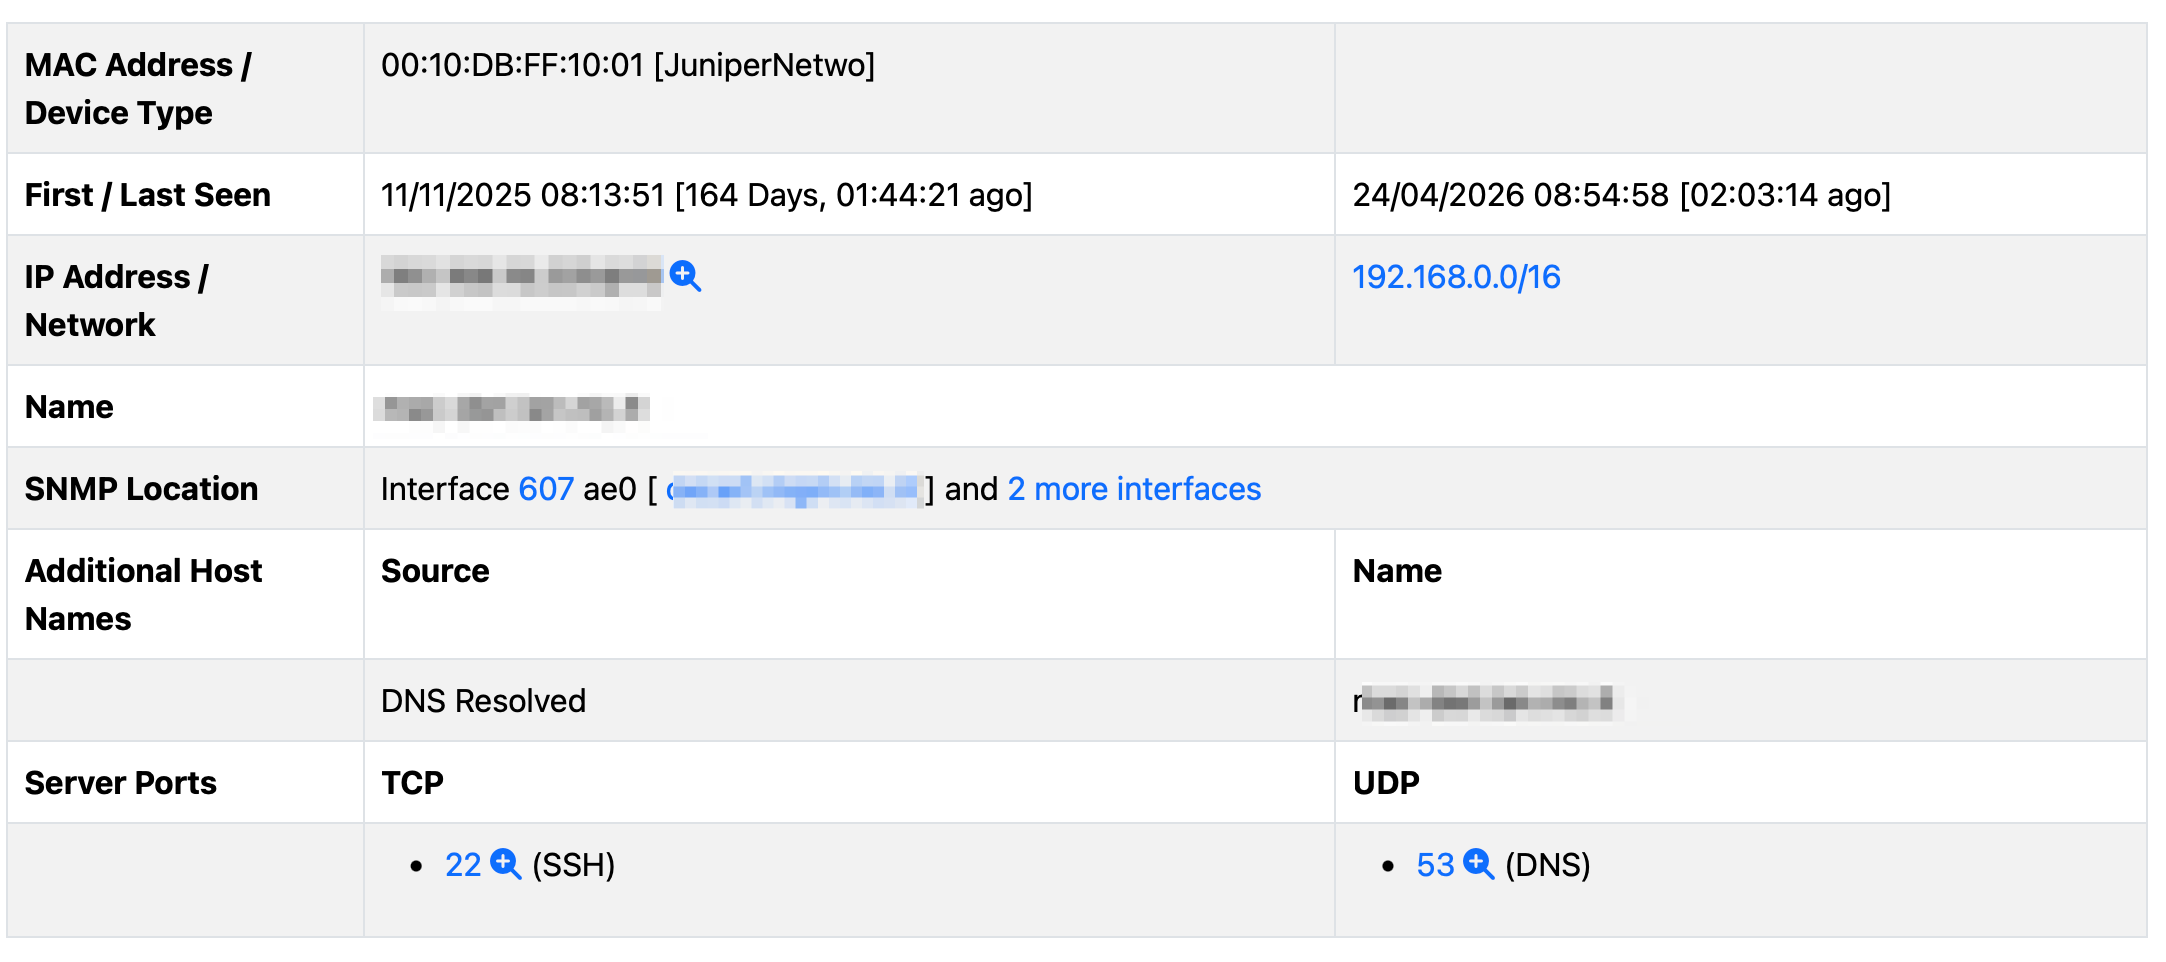 MAC Address / 00:10:DB:FF:10:01 [JuniperNetwo]
Device Type
First / Last Seen 11/11/2025 08:13:51 [164 Days, 01:44:21 ago] 24/04/2026 08:54:58 [02:03:14 ago]
IP Address / 192.168.0.0/16
Network
Name
SNMP Location Interface 607 ae0 [ ] and 2 more interfaces
Additional Host Source Name
Names
DNS Resolved
Server Ports TCP UDP
• 22 (SSH) • 53 (DNS)